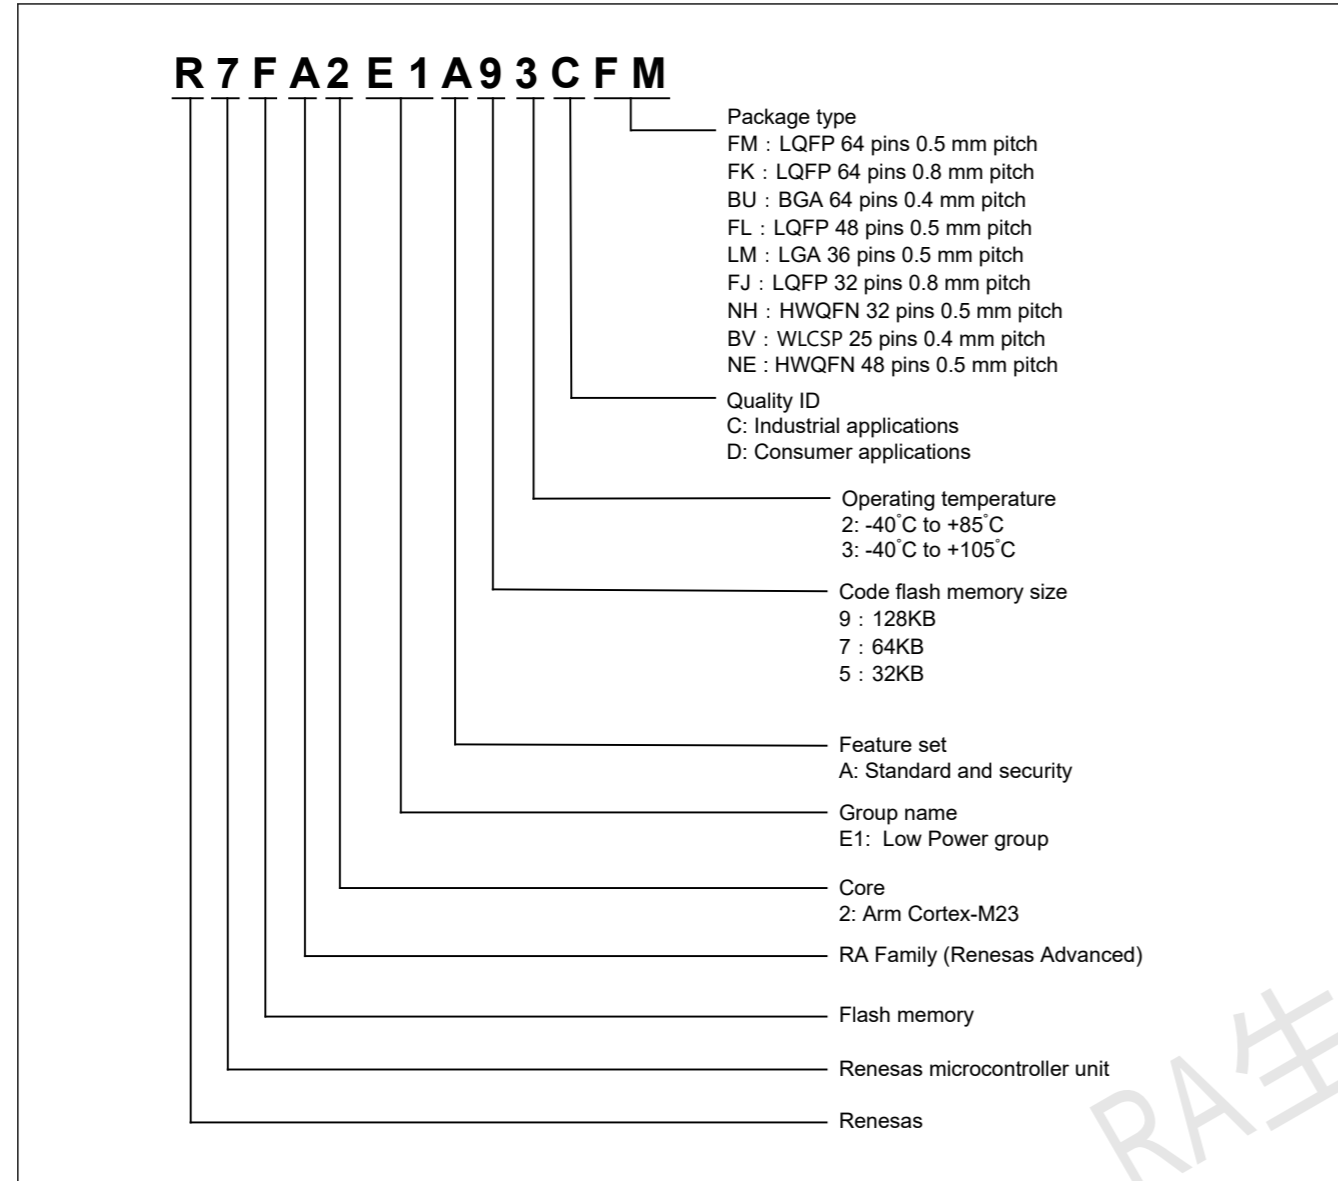 R7FA2E1A93CFM
Package type
FM : LQFP 64 pins 0.5 mm pitch
FK : LQFP 64 pins 0.8 mm pitch
BU : BGA 64 pins 0.4 mm pitch
FL : LQFP 48 pins 0.5 mm pitch
LM : LGA 36 pins 0.5 mm pitch
FJ : LQFP 32 pins 0.8 mm pitch
NH : HWQFN 32 pins 0.5 mm pitch
BV : WLCSP 25 pins 0.4 mm pitch
NE : HWQFN 48 pins 0.5 mm pitch
Quality ID
C: Industrial applications
D: Consumer applications
Operating temperature
2: -40°C to +85°C
3: -40°C to +105°C
Code flash memory size
9 : 128KB
7 : 64KB
5 : 32KB
Feature set
A: Standard and security
Group name
E1: Low Power group
Core
2: Arm Cortex-M23
RA Family (Renesas Advanced)
Flash memory
Renesas microcontroller unit
Renesas
RA生